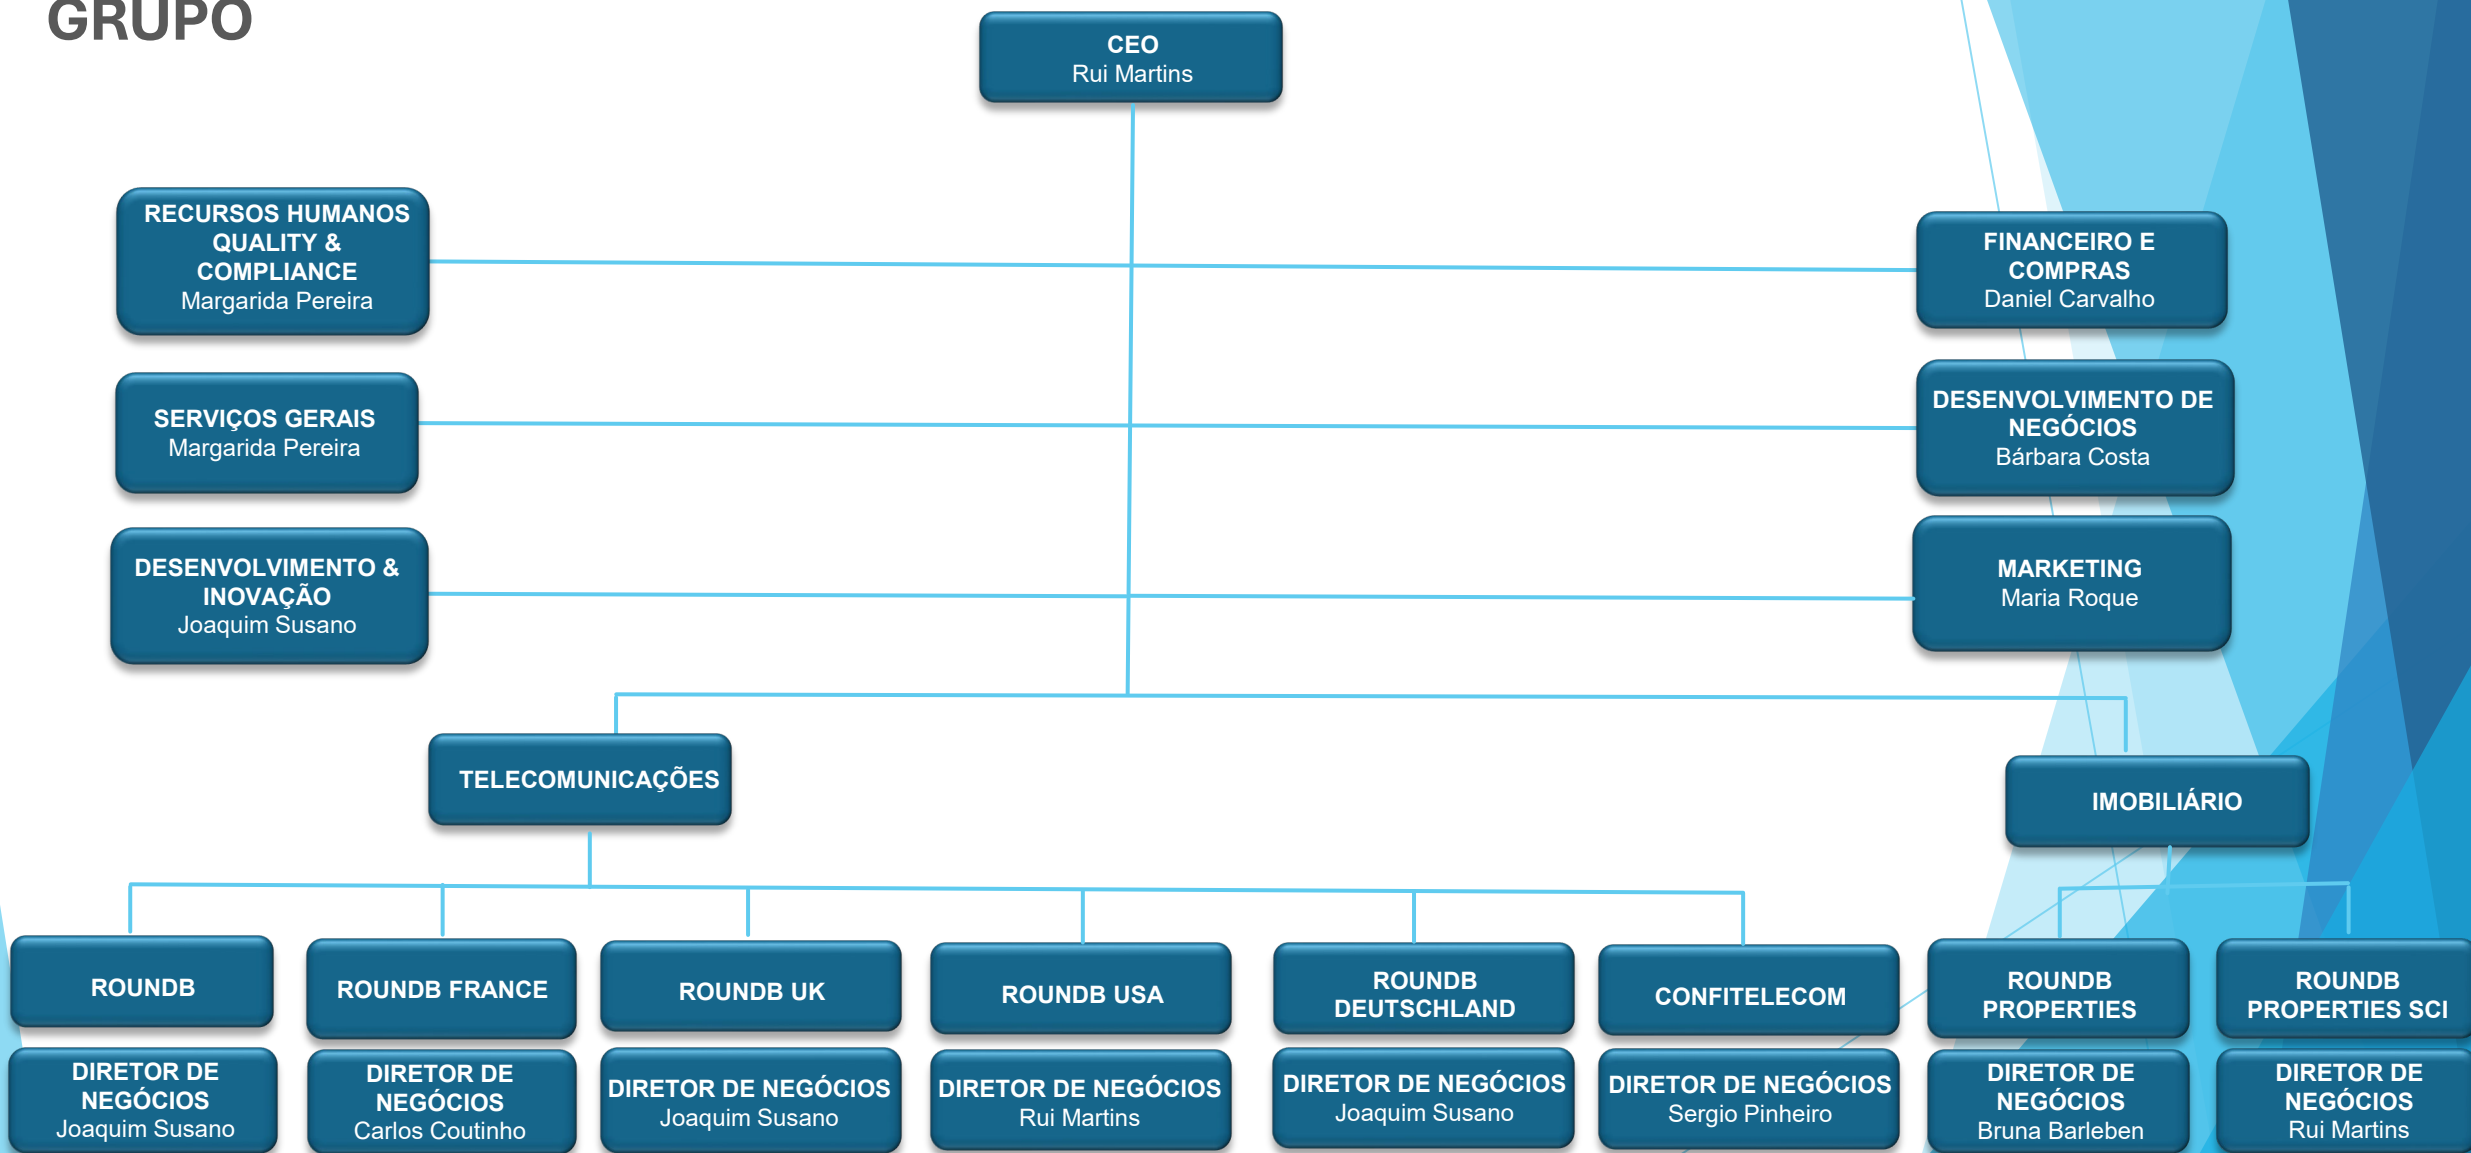 GRUPO
CEO
Rui Martins
RECURSOS HUMANOS
QUALITY &
COMPLIANCE
Margarida Pereira
FINANCEIRO E
COMPRAS
Daniel Carvalho
SERVIÇOS GERAIS
Margarida Pereira
DESENVOLVIMENTO DE
NEGÓCIOS
Bárbara Costa
DESENVOLVIMENTO &
INOVAÇÃO
Joaquim Susano
MARKETING
Maria Roque
TELECOMUNICAÇÕES
IMOBILIÁRIO
ROUNDB
ROUNDB FRANCE
ROUNDB UK
ROUNDB USA
ROUNDB
DEUTSCHLAND
CONFITELECOM
ROUNDB
PROPERTIES
ROUNDB
PROPERTIES SCI
DIRETOR DE
NEGÓCIOS
Joaquim Susano
DIRETOR DE
NEGÓCIOS
Carlos Coutinho
DIRETOR DE NEGÓCIOS
Joaquim Susano
DIRETOR DE NEGÓCIOS
Rui Martins
DIRETOR DE NEGÓCIOS
Joaquim Susano
DIRETOR DE NEGÓCIOS
Sergio Pinheiro
DIRETOR DE
NEGÓCIOS
Bruna Barleben
DIRETOR DE
NEGÓCIOS
Rui Martins